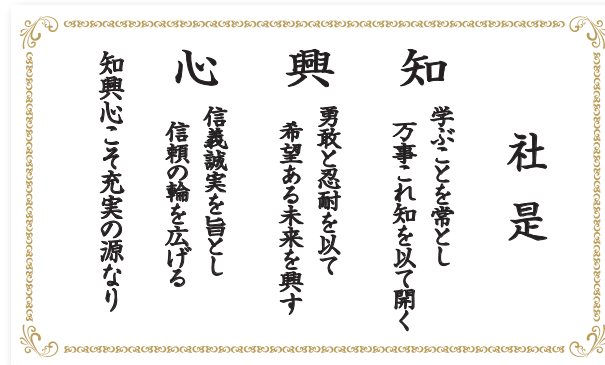 社是
知
学ぶことを常とし
万事これ知を以て開く
興
勇敢と忍耐を以て
希望ある未来を興す
心
信義誠実を旨とし
信頼の輪を広げる
知興心こそ充実の源なり